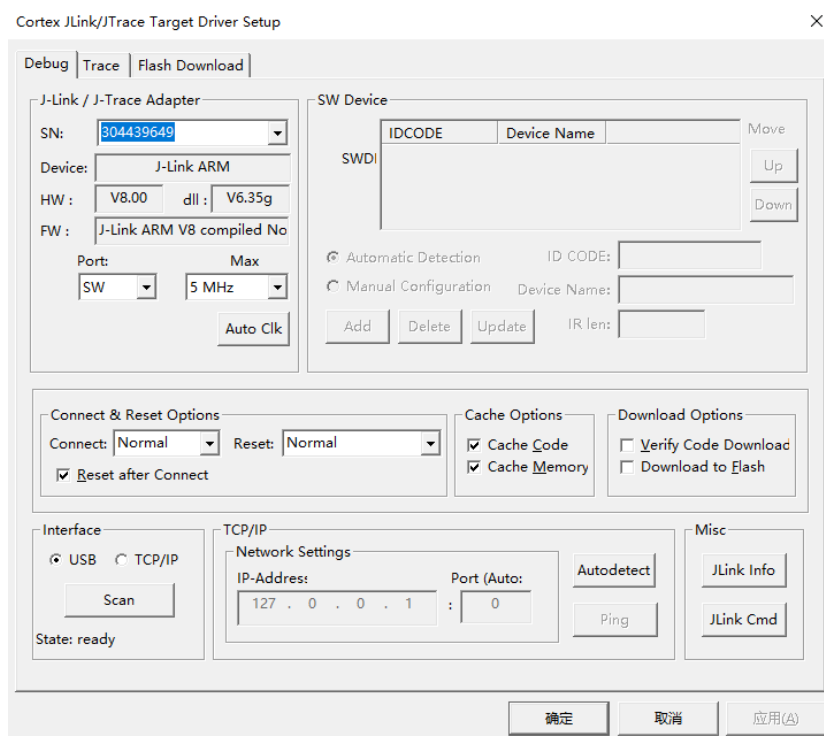 Cortex JLink/JTrace Target Driver Setup
Debug Trace Flash Download
J-Link / J-Trace Adapter
SN: 304439649
Device: J-Link ARM
HW : V8.00 dll : V6.35g
FW : J-Link ARM V8 compiled No
Port: Max
SW 5 MHz
Auto Clk
SW Device
IDCODE Device Name
SWDI
Move
Up
Down
Automatic Detection
Manual Configuration
ID CODE:
Device Name:
Add Delete Update IR len:
Connect & Reset Options
Connect: Normal Reset: Normal
Reset after Connect
Cache Options
Cache Code
Cache Memory
Download Options
Verify Code Download
Download to Flash
Interface
USB TCP/IP
Scan
State: ready
TCP/IP
Network Settings
IP-Address Port (Auto:
127 . 0 . 0 . 1 : 0
Autodetect
Ping
Misc
JLink Info
JLink Cmd
确定 取消 应用(A)